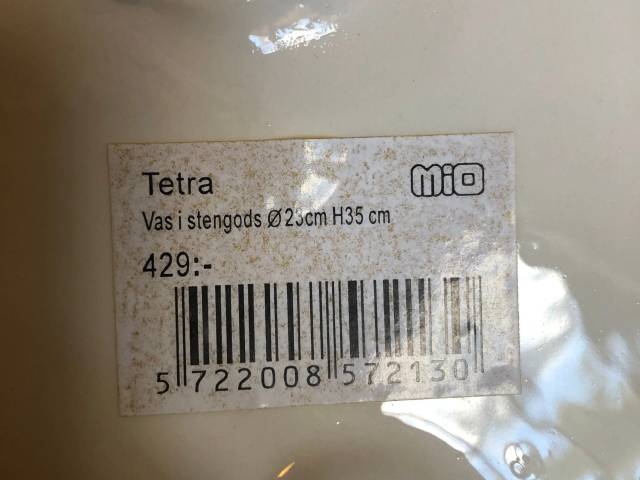 Tetra
MiO
Vas i stengods Ø23cm H35 cm
429:-
5 722008 572130